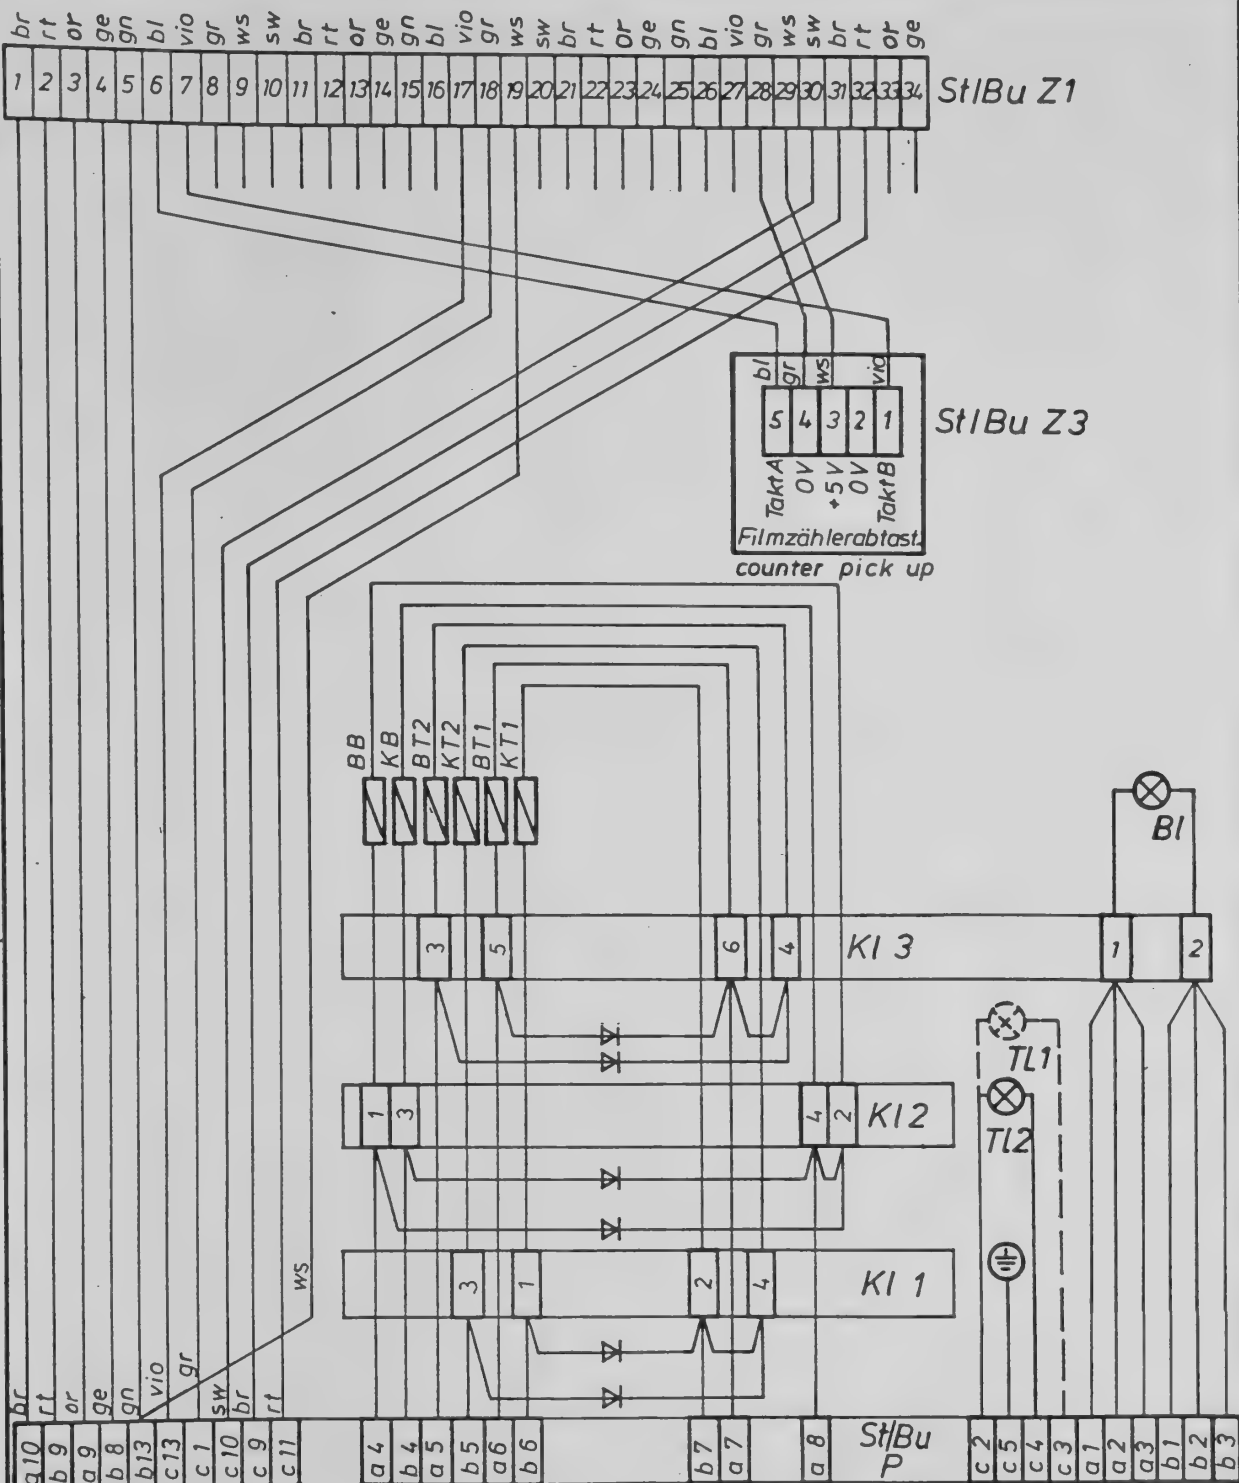 br rt or ge gn bl vio gr ws sw br rt or ge gn bl vio gr ws sw br rt or ge gn bl vio gr ws sw br rt or ge
1 2 3 4 5 6 7 8 9 10 11 12 13 14 15 16 17 18 19 20 21 22 23 24 25 26 27 28 29 30 31 32 33 34 St/Bu Z1
bl gr ws vio
5 4 3 2 1 St/Bu Z3
TaktA 0V +5V 0V TaktB
Filmzählerabtast.
counter pick up
BB KB BT2 KT2 BT1 KT1
Bl
3 5 6 4 Kl 3 1 2
TL1
1 3 4 2 Kl 2
Tl2
3 1 2 4 Kl 1
ws
br rt or ge gn vio gr sw br rt
a10 b9 a9 b8 b13 c13 c1 c10 c9 c11 a4 b4 a5 b5 a6 b6 b7 a7 a8 St/Bu P c2 c5 c4 c3 a1 a2 a3 b1 b2 b3